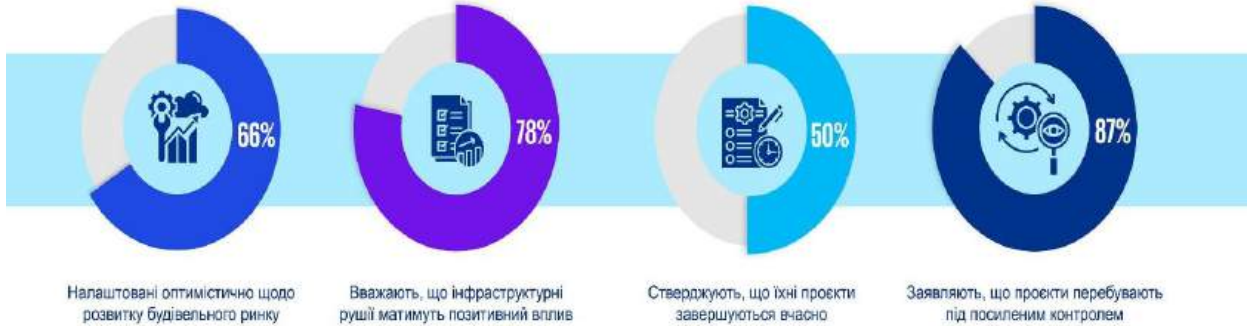 66%
78%
50%
87%
Налаштовані оптимістично щодо
розвитку будівельного ринку
Вважають, що інфраструктурні
рушії матимуть позитивний вплив
Стверджують, що їхні проєкти
завершуються вчасно
Заявляють, що проєкти перебувають
під посиленим контролем